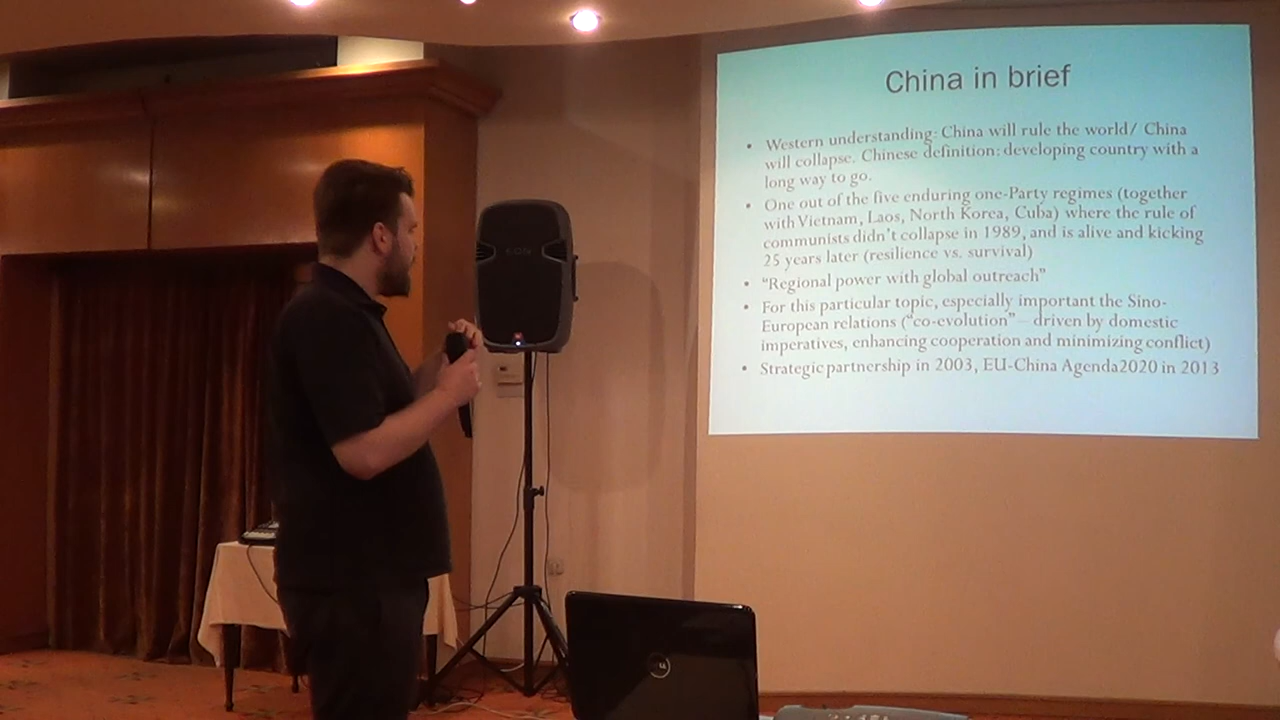 China in brief
• Western understanding: China will rule the world/ China
will collapse. Chinese definition: developing country with a
long way to go.
• One out of the five enduring one-Party regimes (together
with Vietnam, Laos, North Korea, Cuba) where the rule of
communists didn't collapse in 1989, and is alive and kicking
25 years later (resilience vs. survival)
• "Regional power with global outreach"
• For this particular topic, especially important the Sino-
European relations ("co-evolution" – driven by domestic
imperatives, enhancing cooperation and minimizing conflict)
• Strategic partnership in 2003, EU-China Agenda2020 in 2013